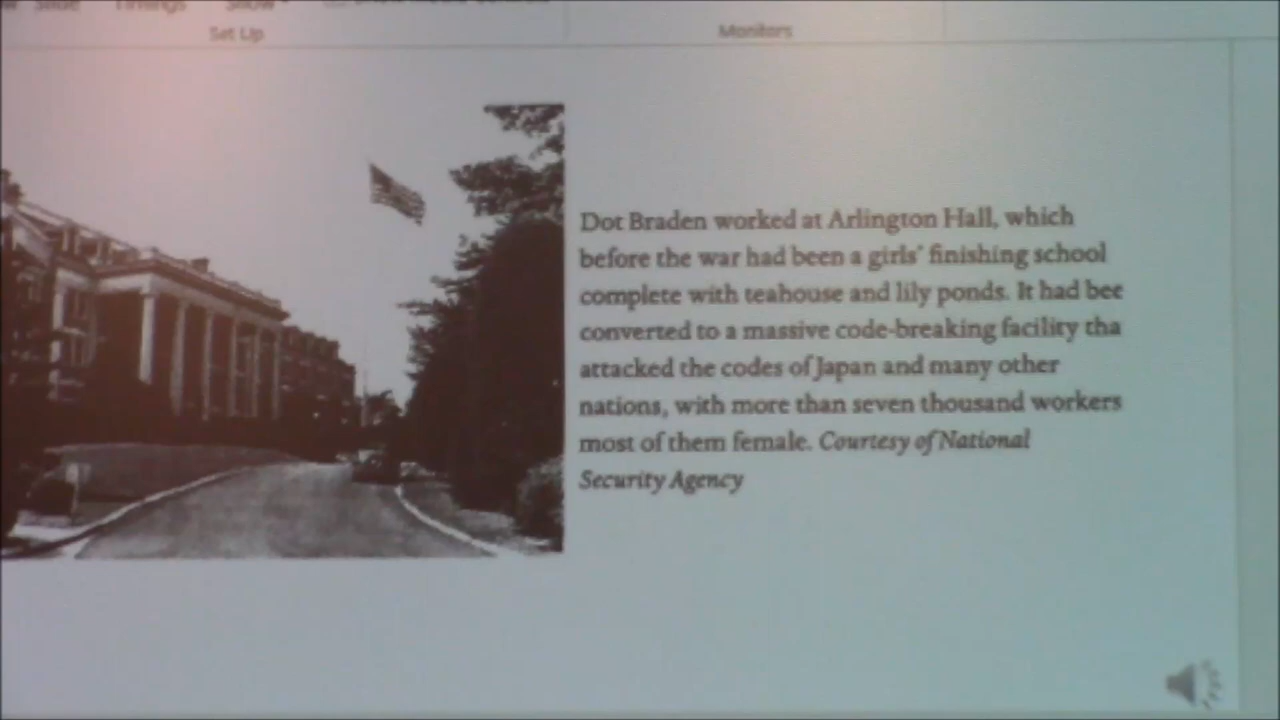 Slide Timings Show
Set Up
Monitors
Dot Braden worked at Arlington Hall, which
before the war had been a girls' finishing school
complete with teahouse and lily ponds. It had bee
converted to a massive code-breaking facility tha
attacked the codes of Japan and many other
nations, with more than seven thousand workers
most of them female. Courtesy of National
Security Agency